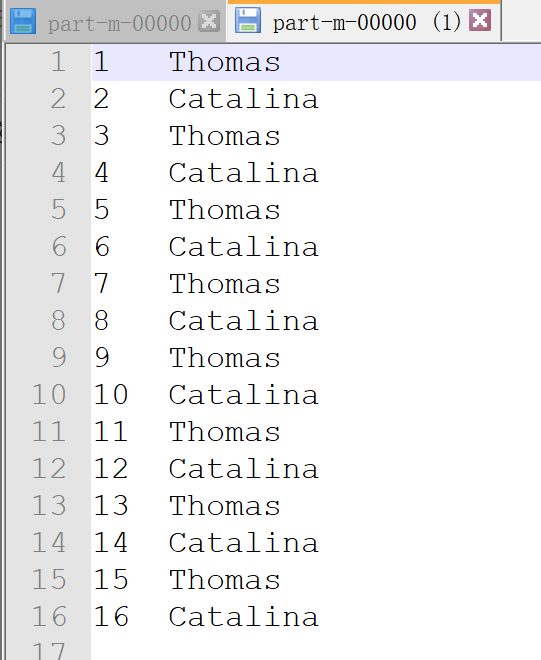 part-m-00000 part-m-00000 (1)
1 1 Thomas
2 2 Catalina
3 3 Thomas
4 4 Catalina
5 5 Thomas
6 6 Catalina
7 7 Thomas
8 8 Catalina
9 9 Thomas
10 10 Catalina
11 11 Thomas
12 12 Catalina
13 13 Thomas
14 14 Catalina
15 15 Thomas
16 16 Catalina
17